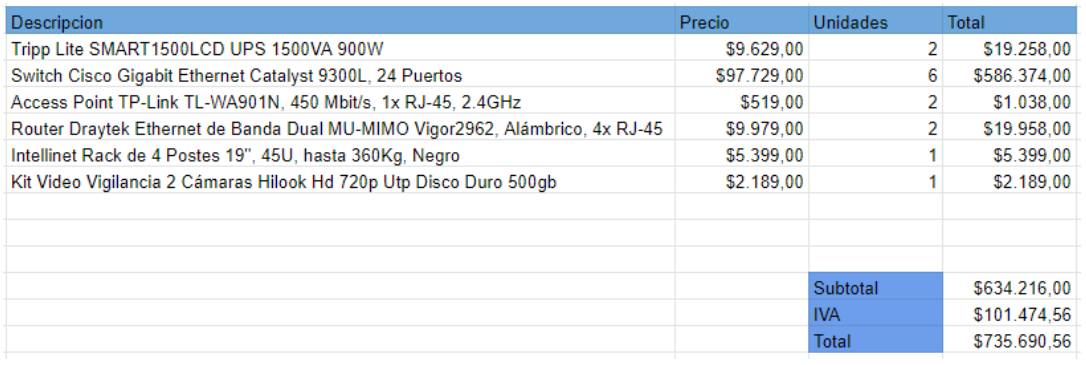 Descripcion Precio Unidades Total
Tripp Lite SMART1500LCD UPS 1500VA 900W $9.629,00 2 $19.258,00
Switch Cisco Gigabit Ethernet Catalyst 9300L, 24 Puertos $97.729,00 6 $586.374,00
Access Point TP-Link TL-WA901N, 450 Mbit/s, 1x RJ-45, 2.4GHz $519,00 2 $1.038,00
Router Draytek Ethernet de Banda Dual MU-MIMO Vigor2962, Alámbrico, 4x RJ-45 $9.979,00 2 $19.958,00
Intellinet Rack de 4 Postes 19", 45U, hasta 360Kg, Negro $5.399,00 1 $5.399,00
Kit Video Vigilancia 2 Cámaras Hilook Hd 720p Utp Disco Duro 500gb $2.189,00 1 $2.189,00
Subtotal $634.216,00
IVA $101.474,56
Total $735.690,56